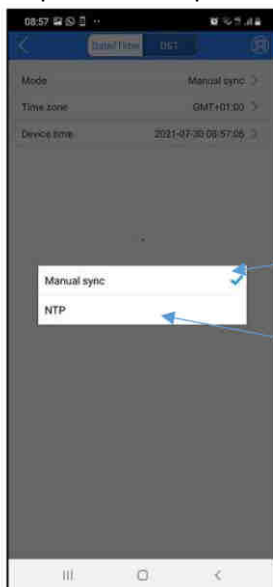 08:57
Date/Time DST
Mode Manual sync
Time zone GMT+01:00
Device time 2021-07-30 08:57:06
Manual sync
NTP